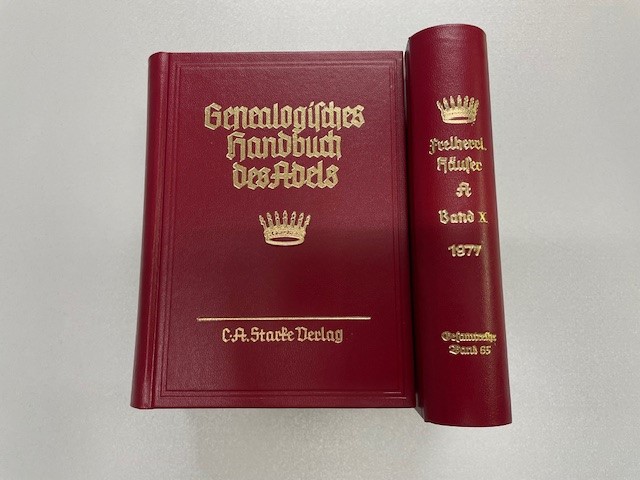 Genealogisches
Handbuch
des Adels
C. A. Starke Verlag
Freiherrl.
Häuser
A
Band X
1977
Gesamtreihe
Band 65